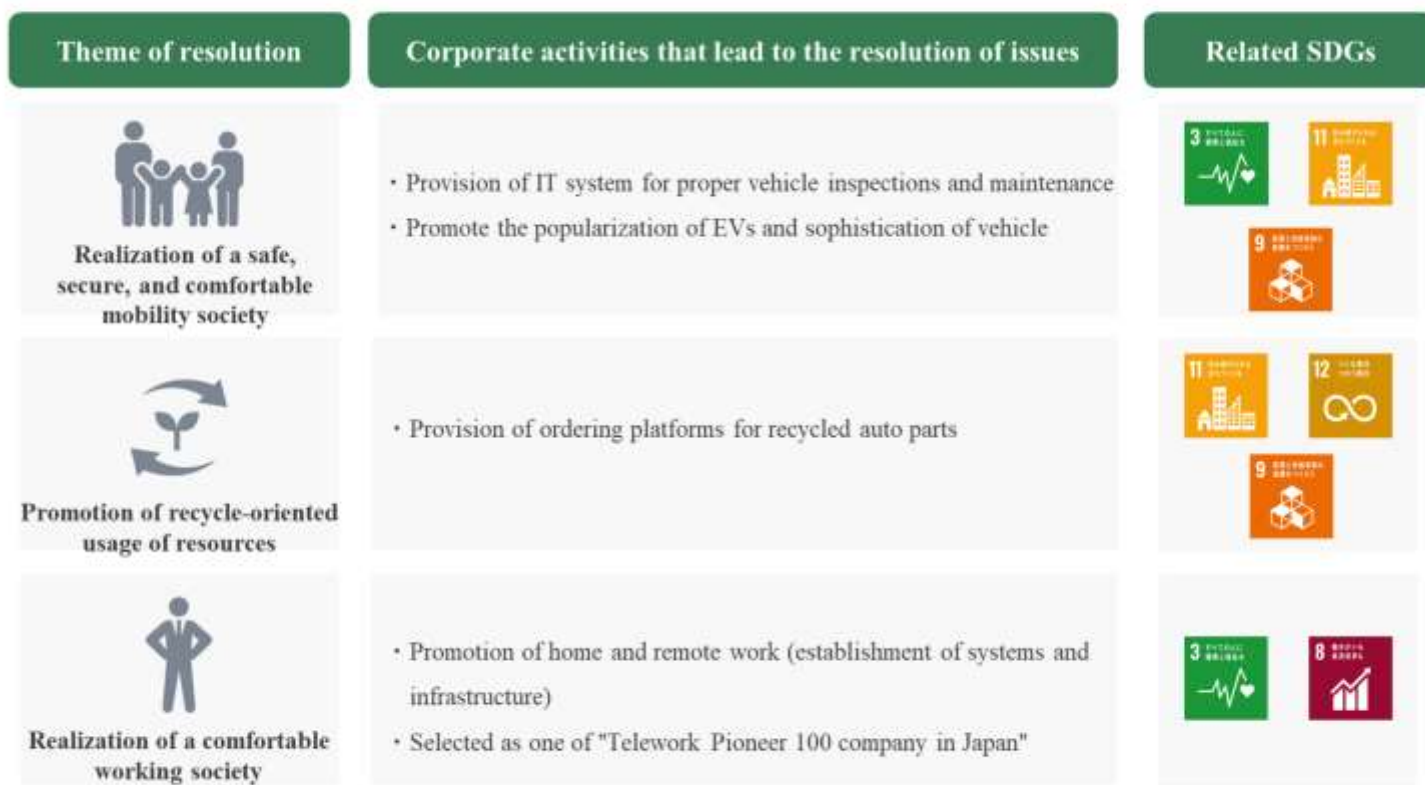 Theme of resolution
Corporate activities that lead to the resolution of issues
Related SDGs
Realization of a safe,
secure, and comfortable
mobility society
・Provision of IT system for proper vehicle inspections and maintenance
・Promote the popularization of EVs and sophistication of vehicle
3
11
9
Promotion of recycle-oriented
usage of resources
・Provision of ordering platforms for recycled auto parts
11
12
9
Realization of a comfortable
working society
・Promotion of home and remote work (establishment of systems and
infrastructure)
・Selected as one of "Telework Pioneer 100 company in Japan"
3
8